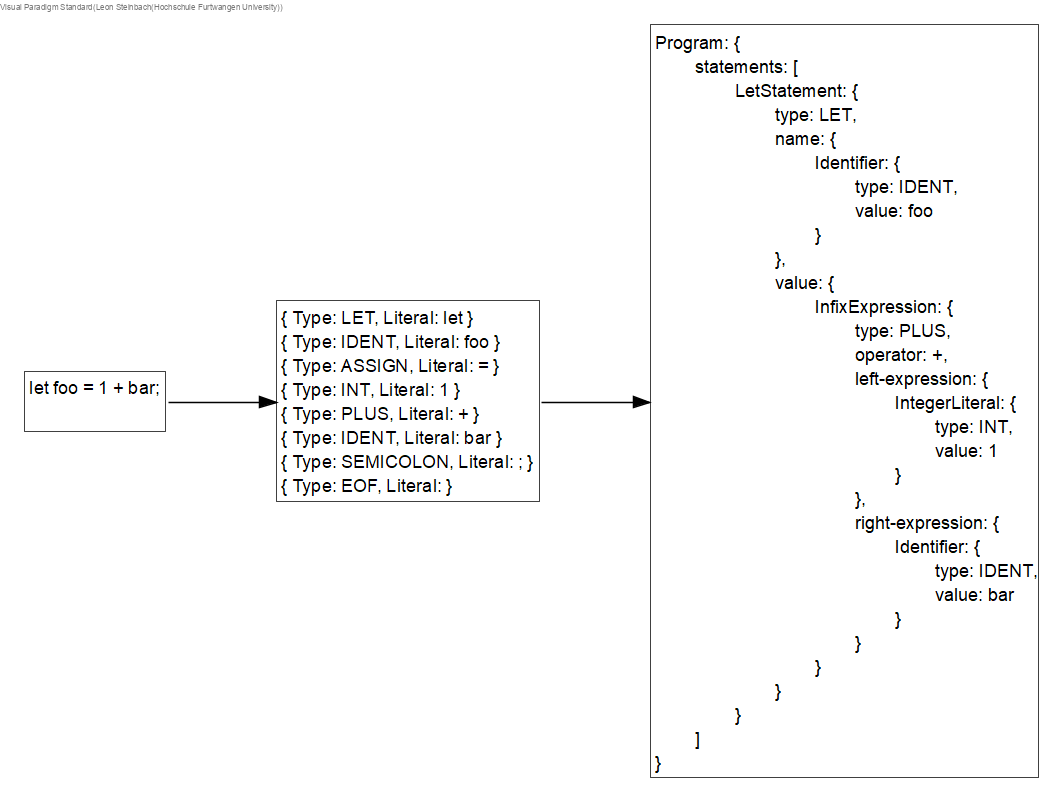 Visual Paradigm Standard(Leon Steinbach(Hochschule Furtwangen University))
let foo = 1 + bar;
{ Type: LET, Literal: let }
{ Type: IDENT, Literal: foo }
{ Type: ASSIGN, Literal: = }
{ Type: INT, Literal: 1 }
{ Type: PLUS, Literal: + }
{ Type: IDENT, Literal: bar }
{ Type: SEMICOLON, Literal: ; }
{ Type: EOF, Literal: }
Program: {
statements: [
LetStatement: {
type: LET,
name: {
Identifier: {
type: IDENT,
value: foo
}
},
value: {
InfixExpression: {
type: PLUS,
operator: +,
left-expression: {
IntegerLiteral: {
type: INT,
value: 1
}
},
right-expression: {
Identifier: {
type: IDENT,
value: bar
}
}
}
}
}
]
}